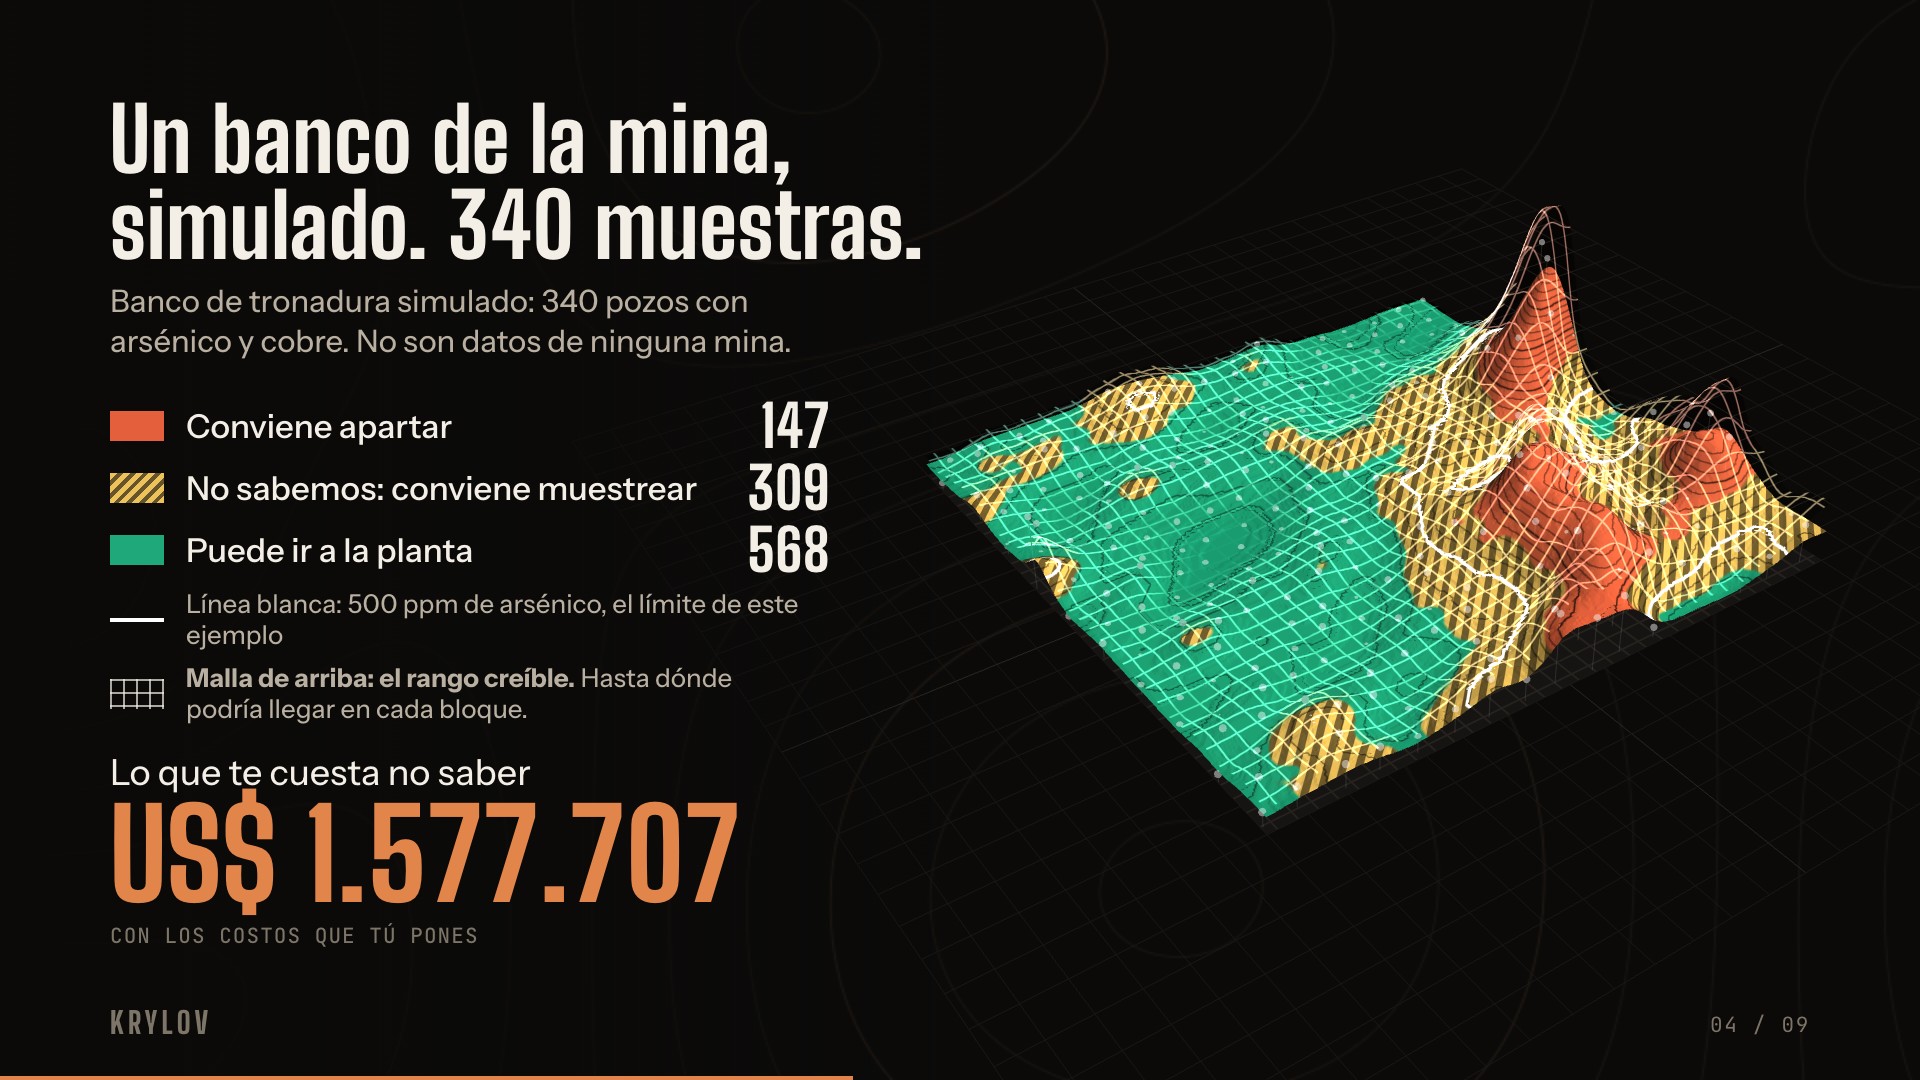 Un banco de la mina,
simulado. 340 muestras.
Banco de tronadura simulado: 340 pozos con
arsénico y cobre. No son datos de ninguna mina.
Conviene apartar 147
No sabemos: conviene muestrear 309
Puede ir a la planta 568
Línea blanca: 500 ppm de arsénico, el límite de este
ejemplo
Malla de arriba: el rango creíble. Hasta dónde
podría llegar en cada bloque.
Lo que te cuesta no saber
US$ 1.577.707
CON LOS COSTOS QUE TÚ PONES
KRYLOV
04 / 09